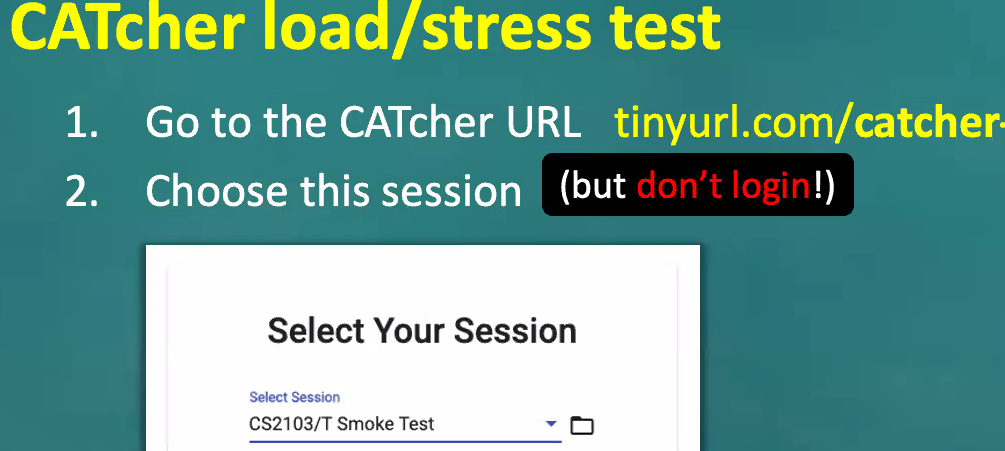 CATcher load/stress test
1. Go to the CATcher URL tinyurl.com/catcher-
2. Choose this session (but don't login!)
Select Your Session
Select Session
CS2103/T Smoke Test